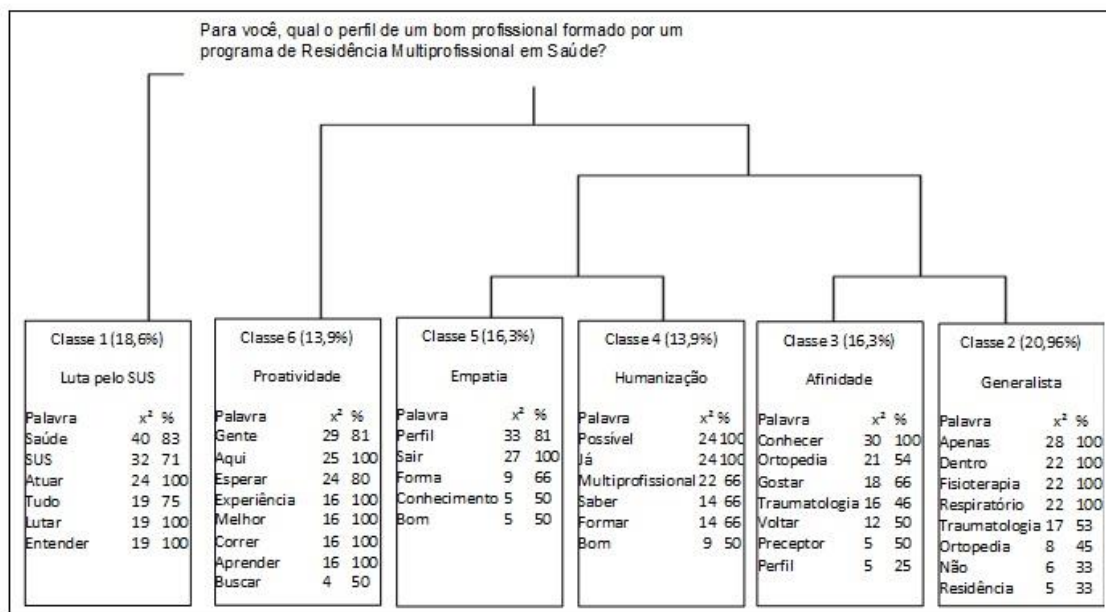 Para você, qual o perfil de um bom profissional formado por um
programa de Residência Multiprofissional em Saúde?
Classe 1 (18,6%)
Luta pelo SUS
Palavra x² %
Saúde 40 83
SUS 32 71
Atuar 24 100
Tudo 19 75
Lutar 19 100
Entender 19 100
Classe 6 (13,9%)
Proatividade
Palavra x² %
Gente 29 81
Aqui 25 100
Esperar 24 80
Experiência 16 100
Melhor 16 100
Correr 16 100
Aprender 16 100
Buscar 4 50
Classe 5 (16,3%)
Empatia
Palavra x² %
Perfil 33 81
Sair 27 100
Forma 9 66
Conhecimento 5 50
Bom 5 50
Classe 4 (13,9%)
Humanização
Palavra x² %
Possível 24 100
Já 24 100
Multiprofissional 22 66
Saber 14 66
Formar 14 66
Bom 9 50
Classe 3 (16,3%)
Afinidade
Palavra x² %
Conhecer 30 100
Ortopedia 21 54
Gostar 18 66
Traumatologia 16 46
Voltar 12 50
Preceptor 5 50
Perfil 5 25
Classe 2 (20,96%)
Generalista
Palavra x² %
Apenas 28 100
Dentro 22 100
Fisioterapia 22 100
Respiratório 22 100
Traumatologia 17 53
Ortopedia 8 45
Não 6 33
Residência 5 33